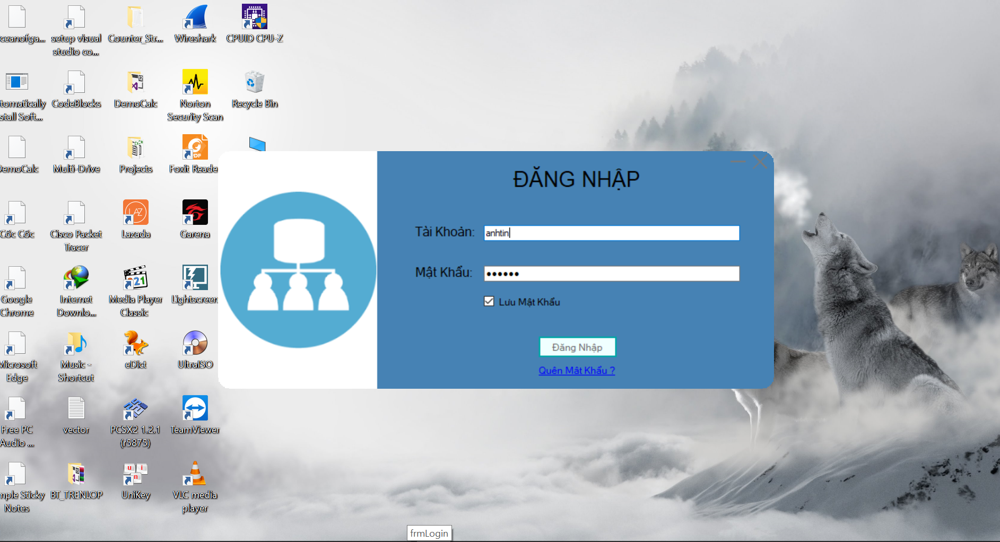 ceanofga...
setup visual
studio co...
Counter_Str...
Wireshark
CPUID CPU-Z
tomatically
stall Soft...
CodeBlocks
DemoCalc
Norton
Security Scan
Recycle Bin
DemoCalc
Multi-Drive
Projects
PDF
Foxit Reade
ĐĂNG NHẬP
Tài Khoản:
anhtin
Mật Khẩu:
••••••
Lưu Mật Khẩu
Đăng Nhập
Quên Mật Khẩu ?
Cốc Cốc
Cisco Packet
Tracer
LAZ
Lazada
Garena
Google
Chrome
Internet
Downlo...
321
Media Player
Classic
Lightscreen
Microsoft
Edge
Music -
Shortcut
eDict
UltraISO
Free PC
Audio ...
vector
PCSX2 1.2.1
(r5875)
TeamViewer
mple Sticky
Notes
BT_TRENLOP
u i
n
UniKey
VLC media
player
frmLogin